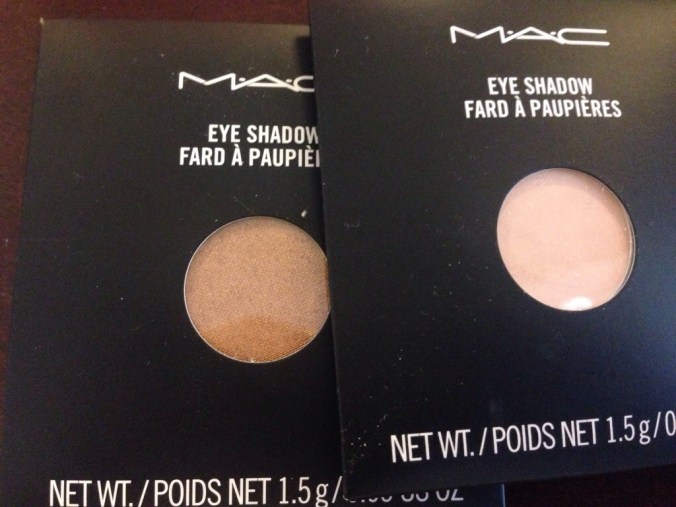 M·A·C
EYE SHADOW
FARD À PAUPIÈ
NET WT. / POIDS NET 1.5 g / OZ
M·A·C
EYE SHADOW
FARD À PAUPIÈRES
NET WT. / POIDS NET 1.5 g / 0